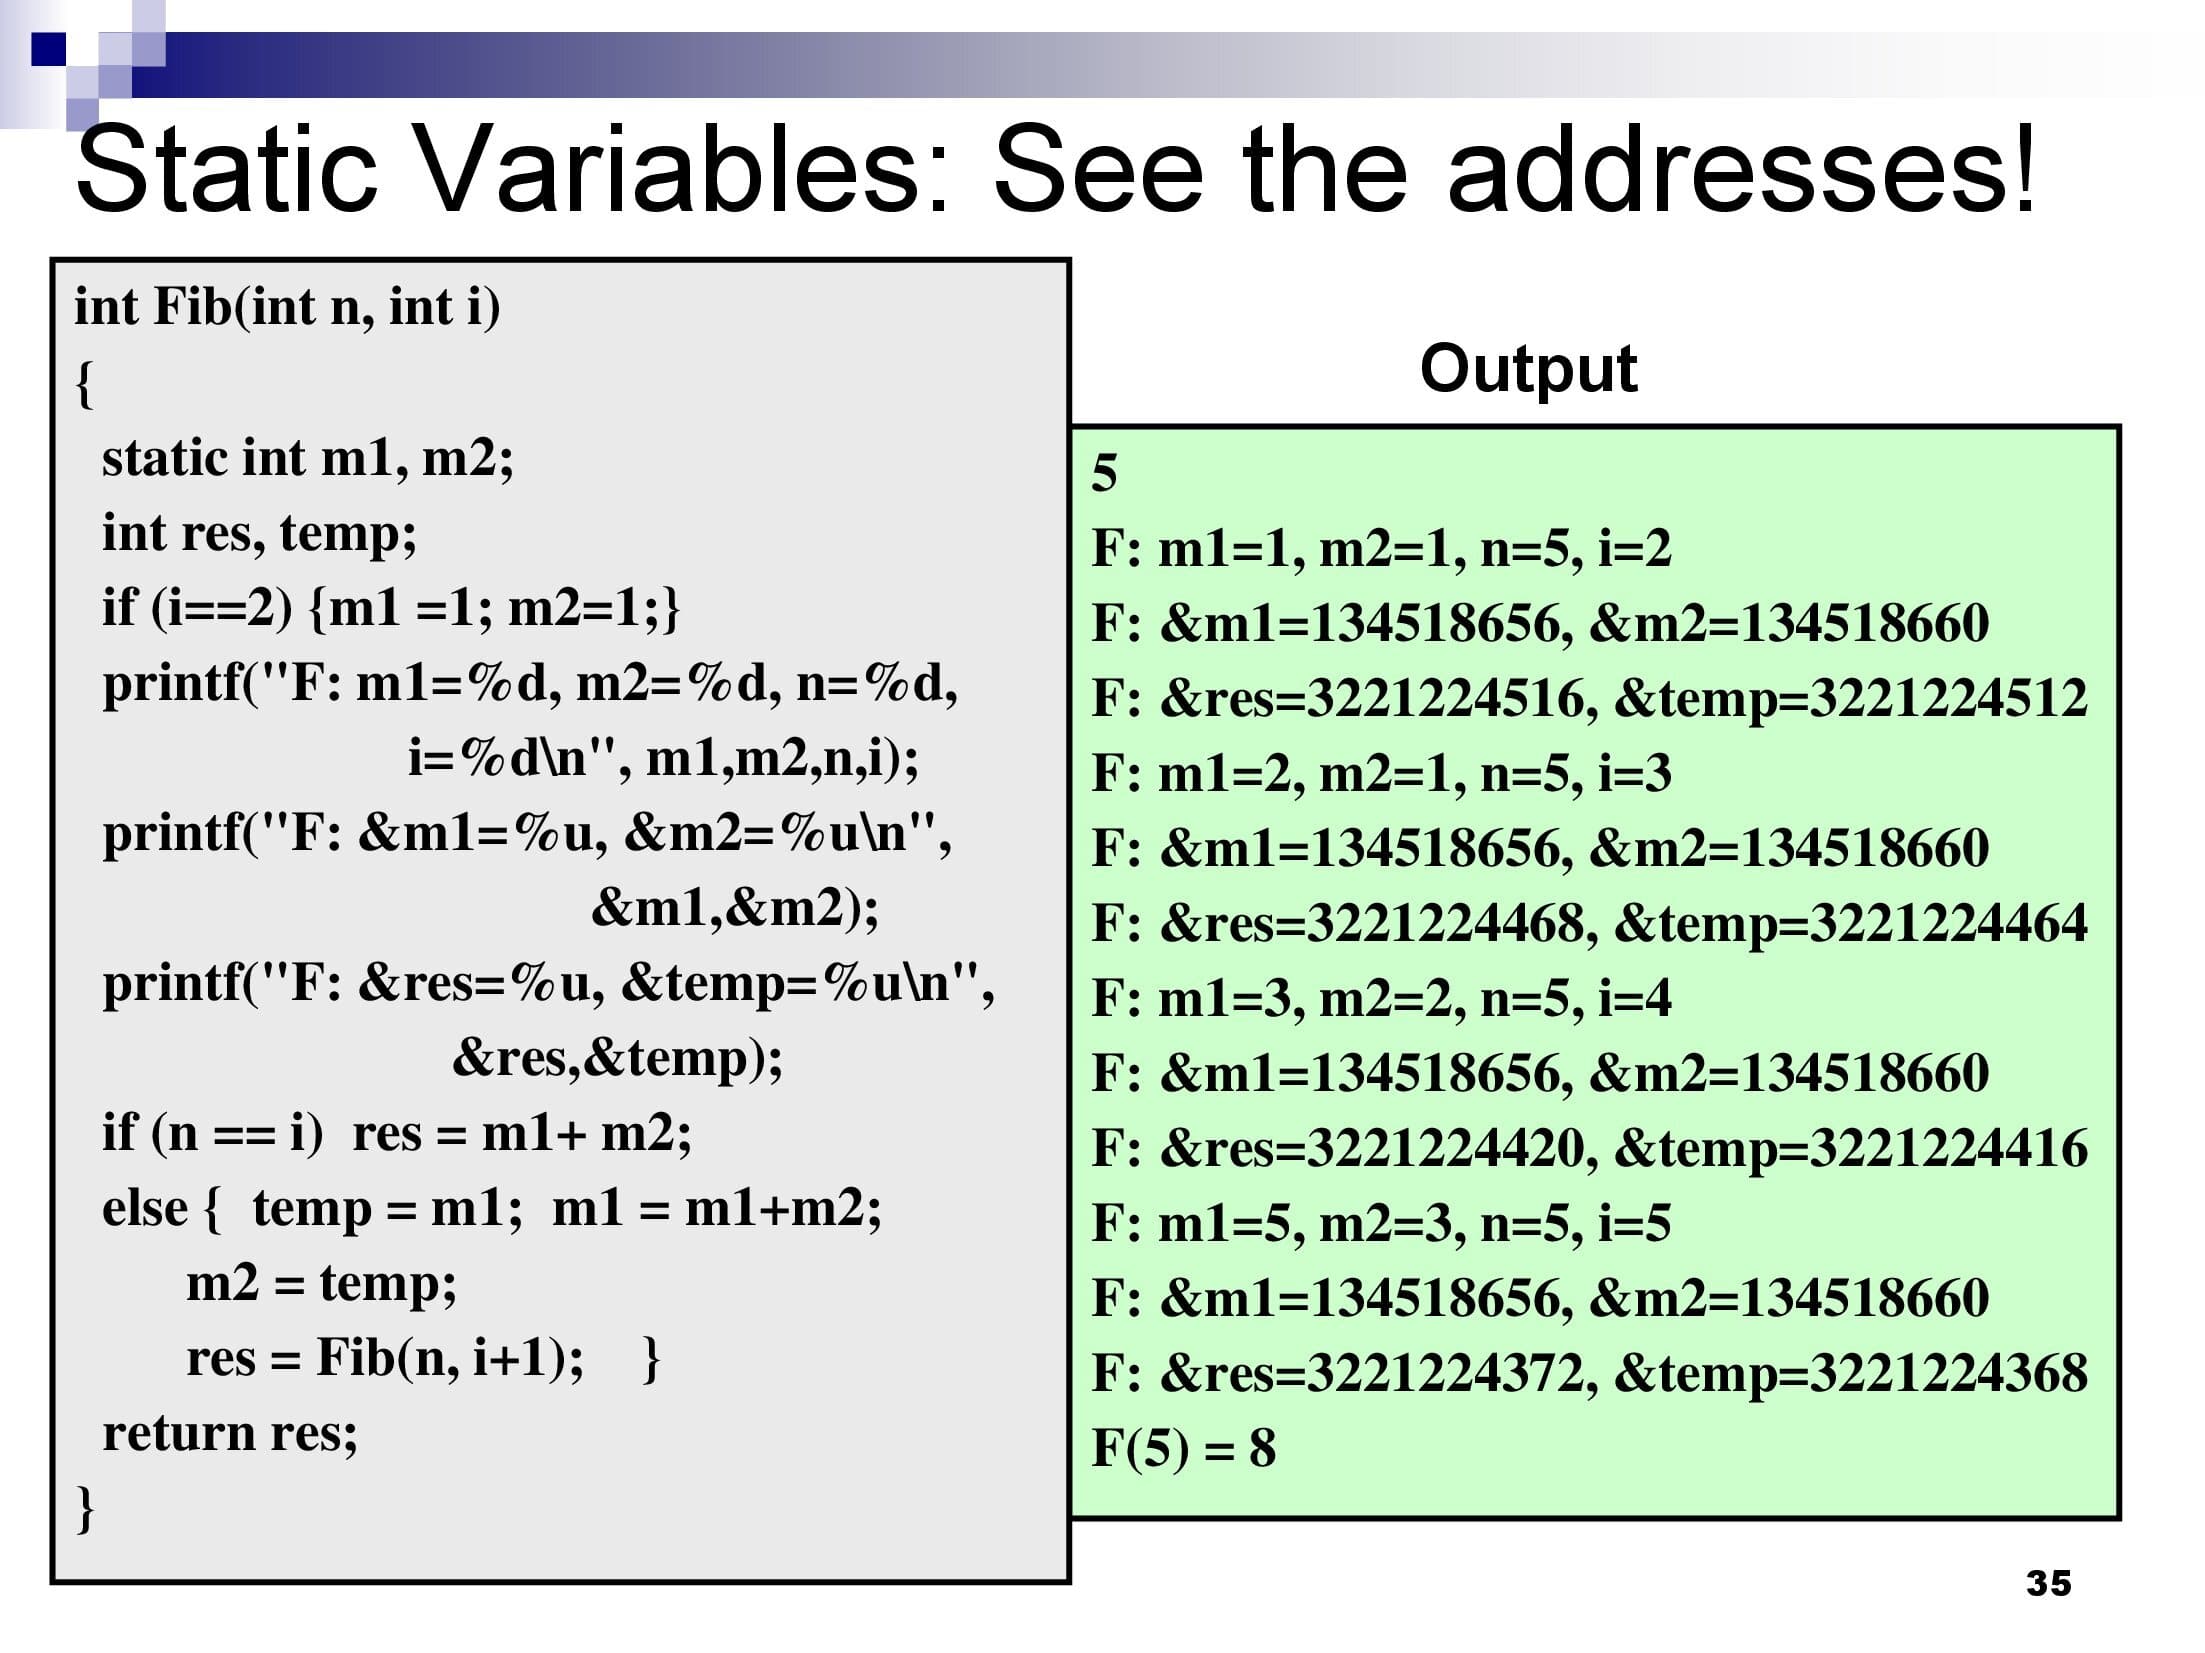 Static Variables: See the addresses!
int Fib(int n, int i)
{
static int m1, m2;
int res, temp;
if (i==2) {m1 =1; m2=1;}
printf("F: m1=%d, m2=%d, n=%d,
i=%d\n", m1,m2,n,i);
printf("F: &m1=%u, &m2=%u\n",
&m1,&m2);
printf("F: &res=%u, &temp=%u\n",
&res,&temp);
if (n == i) res = m1+ m2;
else { temp = m1; m1 = m1+m2;
m2 = temp;
res = Fib(n, i+1); }
return res;
}
Output
5
F: m1=1, m2=1, n=5, i=2
F: &m1=134518656, &m2=134518660
F: &res=3221224516, &temp=3221224512
F: m1=2, m2=1, n=5, i=3
F: &m1=134518656, &m2=134518660
F: &res=3221224468, &temp=3221224464
F: m1=3, m2=2, n=5, i=4
F: &m1=134518656, &m2=134518660
F: &res=3221224420, &temp=3221224416
F: m1=5, m2=3, n=5, i=5
F: &m1=134518656, &m2=134518660
F: &res=3221224372, &temp=3221224368
F(5) = 8
35